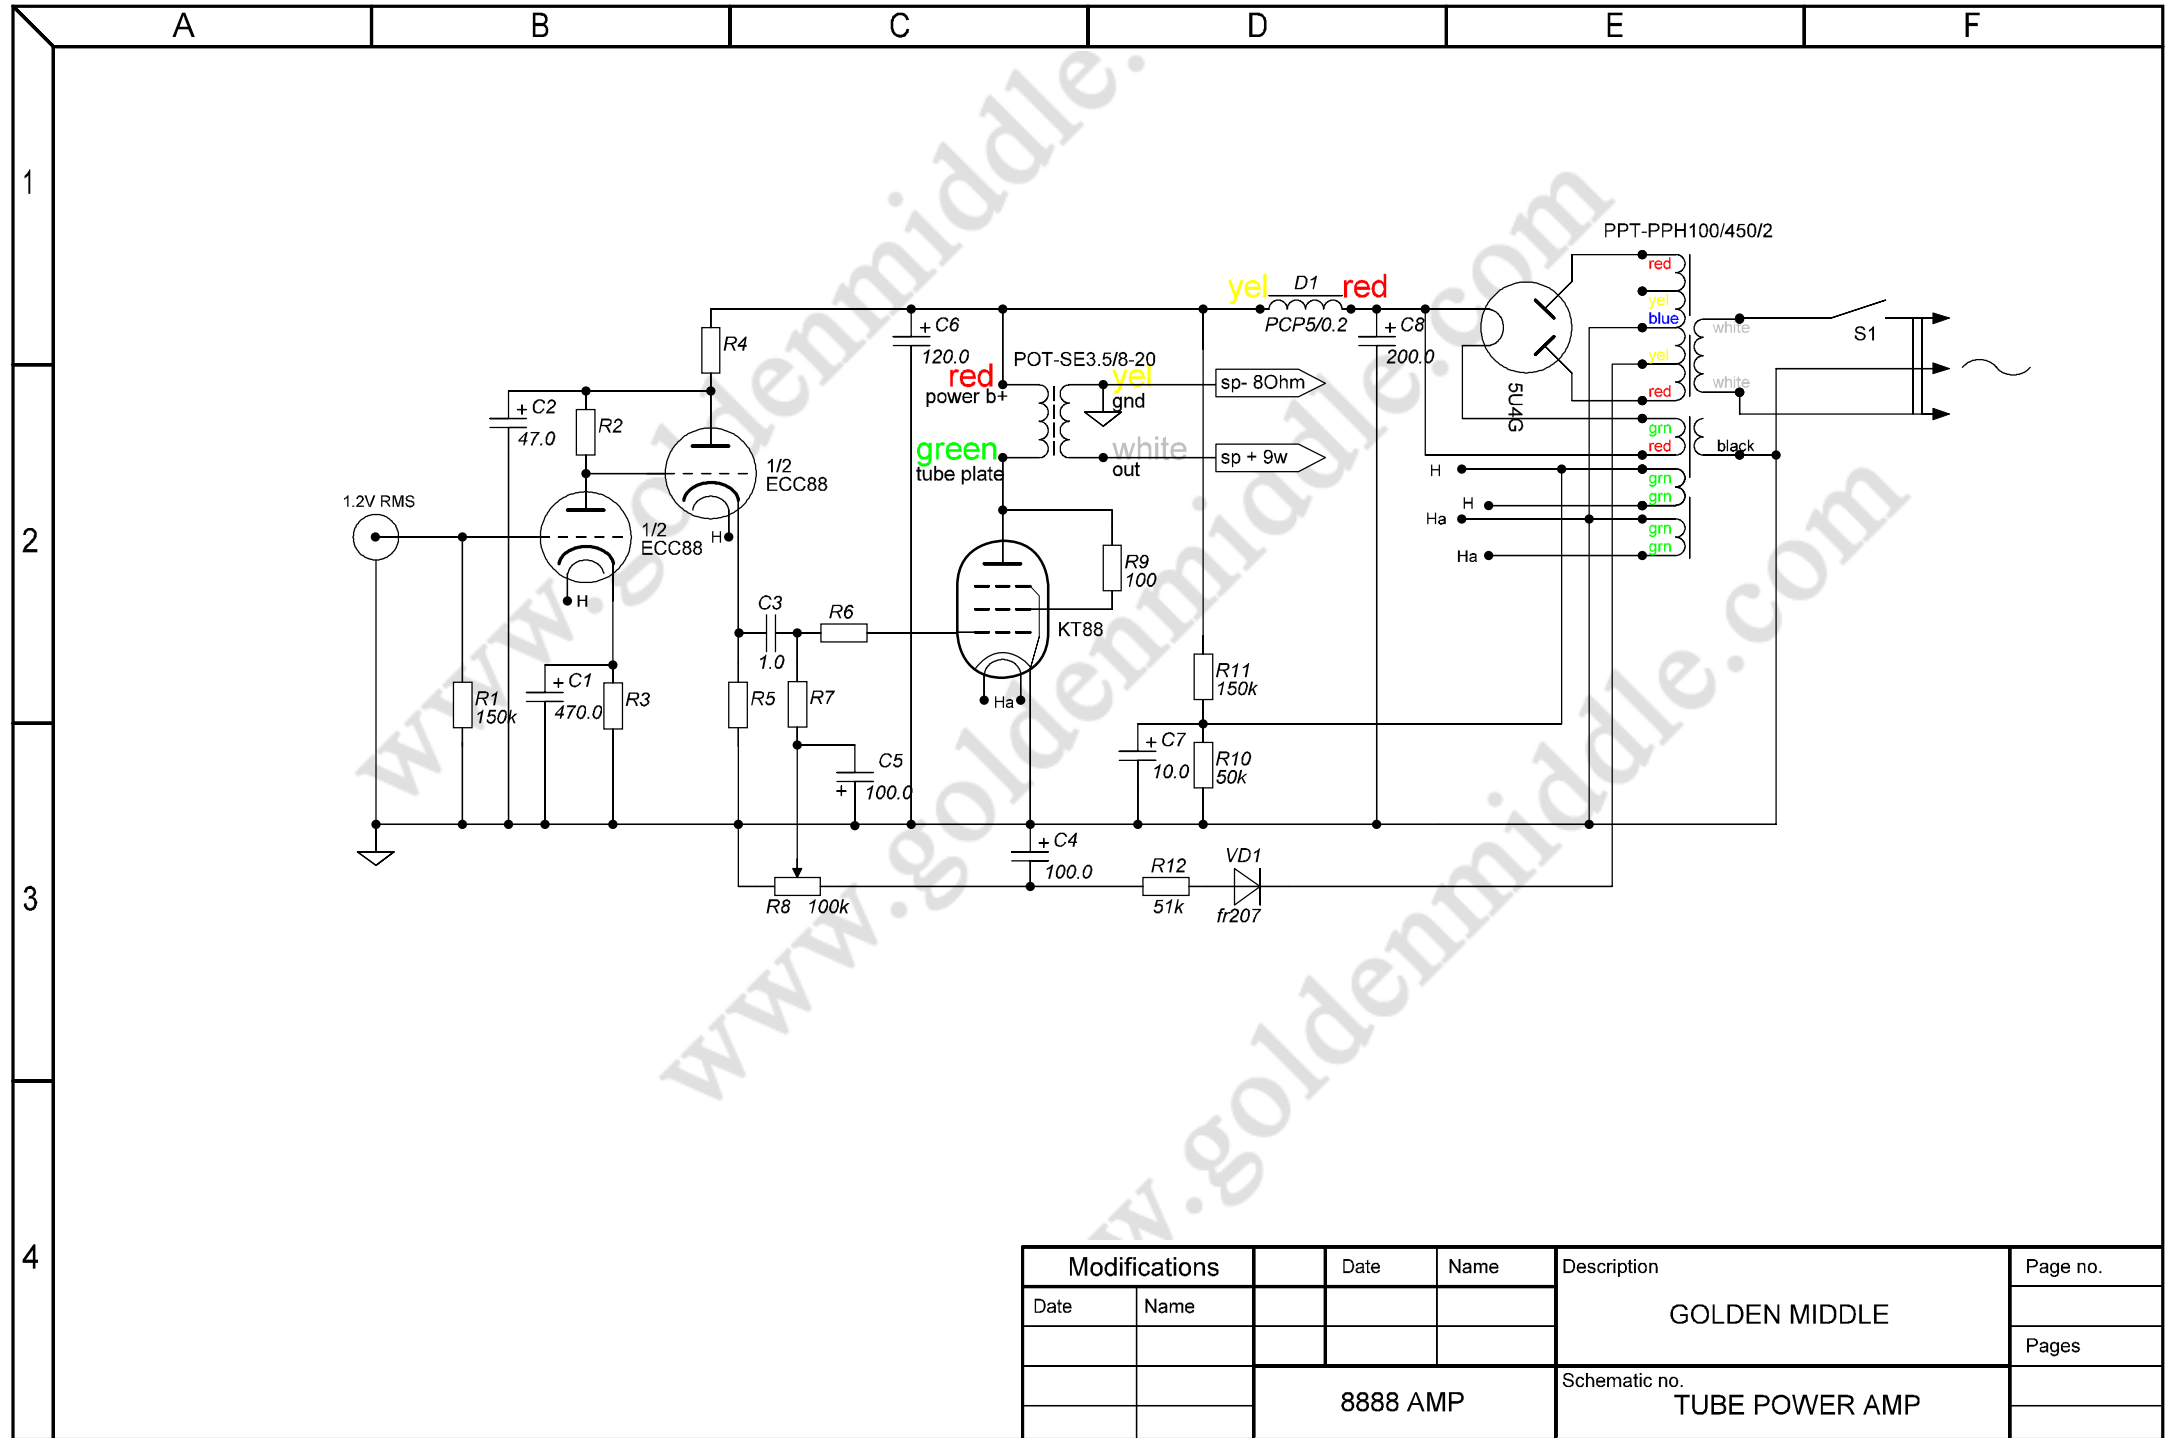 A B C D E F
1
2
3
4
www.goldenmiddle.com
www.goldenmiddle.com
w.goldenmiddle.com
PPT-PPH100/450/2
red
yel
blue
yel
red
white
white
S1
grn
red
black
grn
grn
grn
grn
H
H
Ha
Ha
5U4G
yel D1 red
PCP5/0.2
+ C8
200.0
R4
+ C6
120.0
POT-SE3.5/8-20
red
power b+
yel
gnd
sp- 8Ohm
green
tube plate
white
out
sp + 9w
+ C2
47.0
R2
1/2
ECC88
1.2V RMS
1/2
ECC88
H
H
R9
100
C3
1.0
R6
KT88
Ha
R1
150k
+ C1
470.0
R3
R5
R7
R11
150k
C5
+ 100.0
+ C7
10.0
R10
50k
+ C4
100.0
R8 100k
R12
51k
VD1
fr207
Modifications
Date Name
Date Name
Description
GOLDEN MIDDLE
Page no.
Pages
8888 AMP
Schematic no.
TUBE POWER AMP